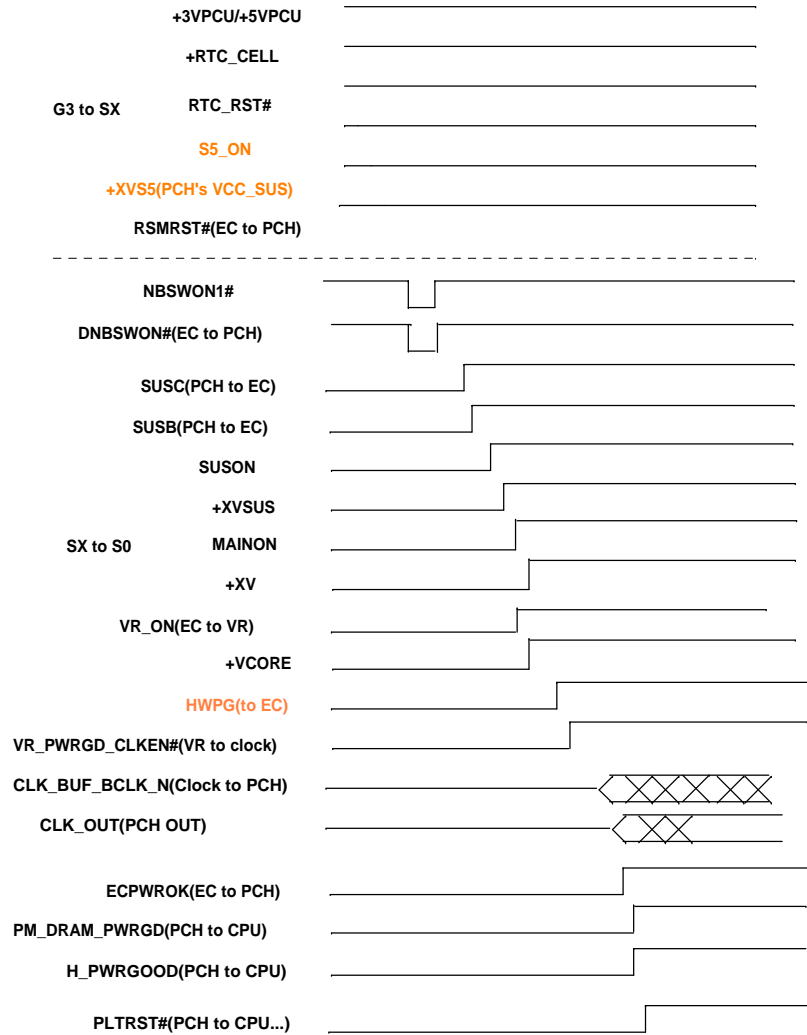 +3VPCU/+5VPCU
+RTC_CELL
G3 to SX
RTC_RST#
S5_ON
+XVS5(PCH's VCC_SUS)
RSMRST#(EC to PCH)
NBSWON1#
DNBSWON#(EC to PCH)
SUSC(PCH to EC)
SUSB(PCH to EC)
SUSON
+XVSUS
SX to S0
MAINON
+XV
VR_ON(EC to VR)
+VCORE
HWPG(to EC)
VR_PWRGD_CLKEN#(VR to clock)
CLK_BUF_BCLK_N(Clock to PCH)
CLK_OUT(PCH OUT)
ECPWROK(EC to PCH)
PM_DRAM_PWRGD(PCH to CPU)
H_PWRGOOD(PCH to CPU)
PLTRST#(PCH to CPU...)